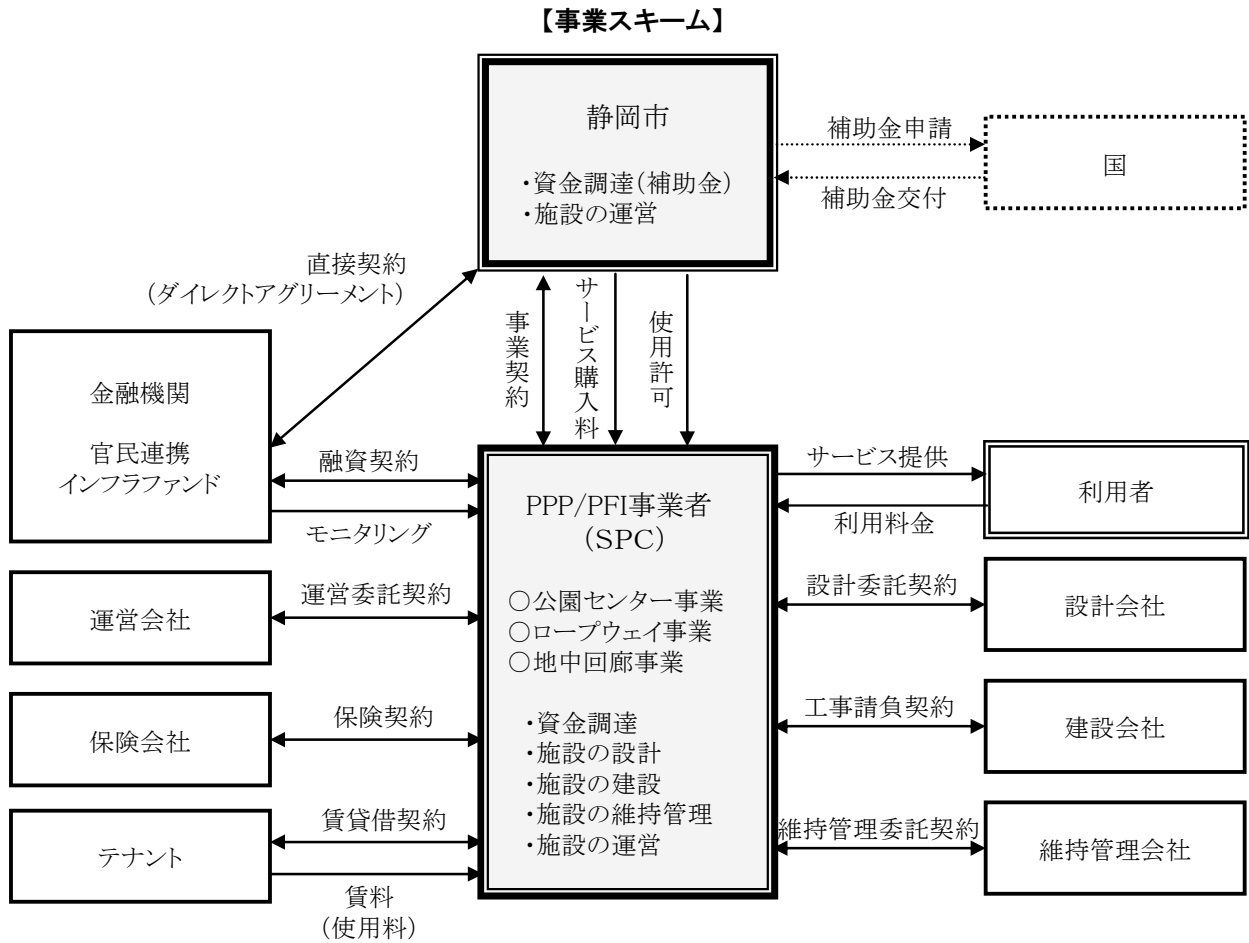 【事業スキーム】
静岡市
・資金調達(補助金)
・施設の運営
補助金申請
補助金交付
国
直接契約
(ダイレクトアグリーメント)
事業契約
サービス購入料
使用許可
金融機関
官民連携
インフラファンド
融資契約
モニタリング
PPP/PFI事業者
(SPC)
○公園センター事業
○ロープウェイ事業
○地中回廊事業
・資金調達
・施設の設計
・施設の建設
・施設の維持管理
・施設の運営
サービス提供
利用料金
利用者
運営会社
運営委託契約
設計委託契約
設計会社
保険会社
保険契約
工事請負契約
建設会社
テナント
賃貸借契約
賃料
(使用料)
維持管理委託契約
維持管理会社